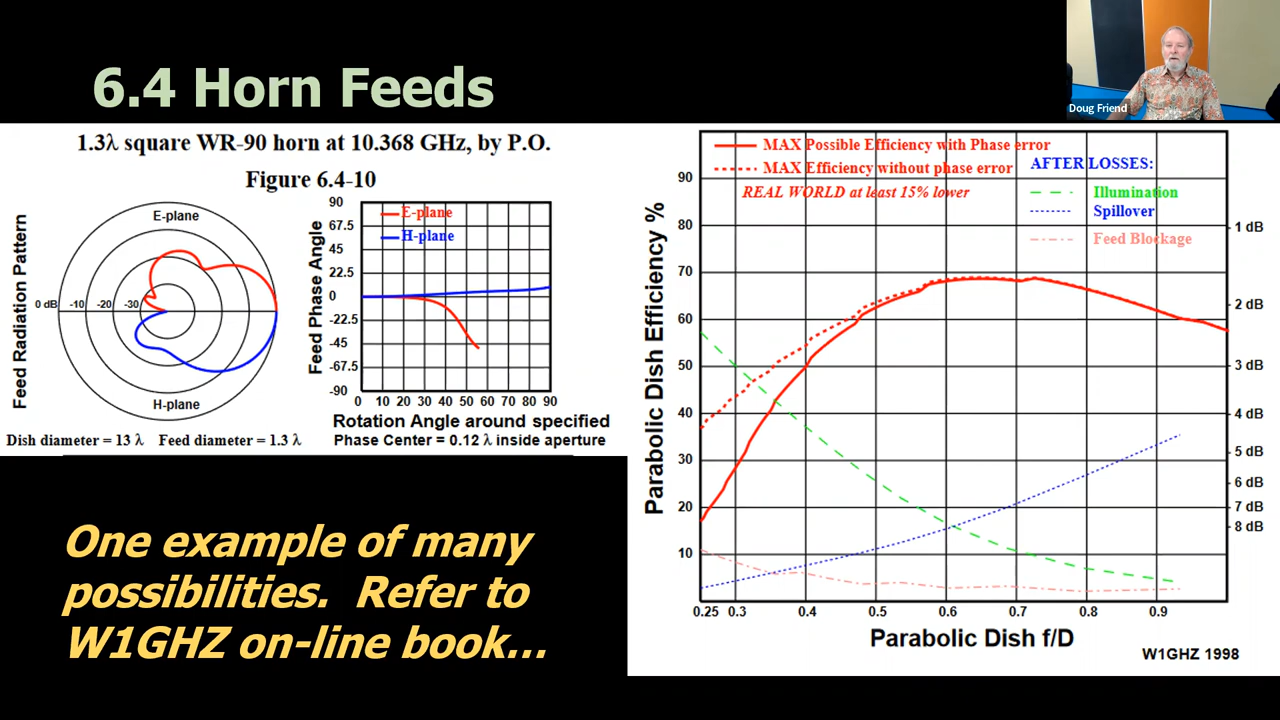 6.4 Horn Feeds
Doug Friend
1.3λ square WR-90 horn at 10.368 GHz, by P.O.
Figure 6.4-10
Feed Radiation Pattern
E-plane
0 dB -10 -20 -30
H-plane
Dish diameter = 13 λ Feed diameter = 1.3 λ
Feed Phase Angle
90
67.5
45
22.5
0
-22.5
-45
-67.5
-90
E-plane
H-plane
0 10 20 30 40 50 60 70 80 90
Rotation Angle around specified
Phase Center = 0.12 λ inside aperture
One example of many
possibilities. Refer to
W1GHZ on-line book...
MAX Possible Efficiency with Phase error
MAX Efficiency without phase error
REAL WORLD at least 15% lower
AFTER LOSSES:
Illumination
Spillover
Feed Blockage
Parabolic Dish Efficiency %
90
80
70
60
50
40
30
20
10
1 dB
2 dB
3 dB
4 dB
5 dB
6 dB
7 dB
8 dB
0.25 0.3 0.4 0.5 0.6 0.7 0.8 0.9
Parabolic Dish f/D
W1GHZ 1998